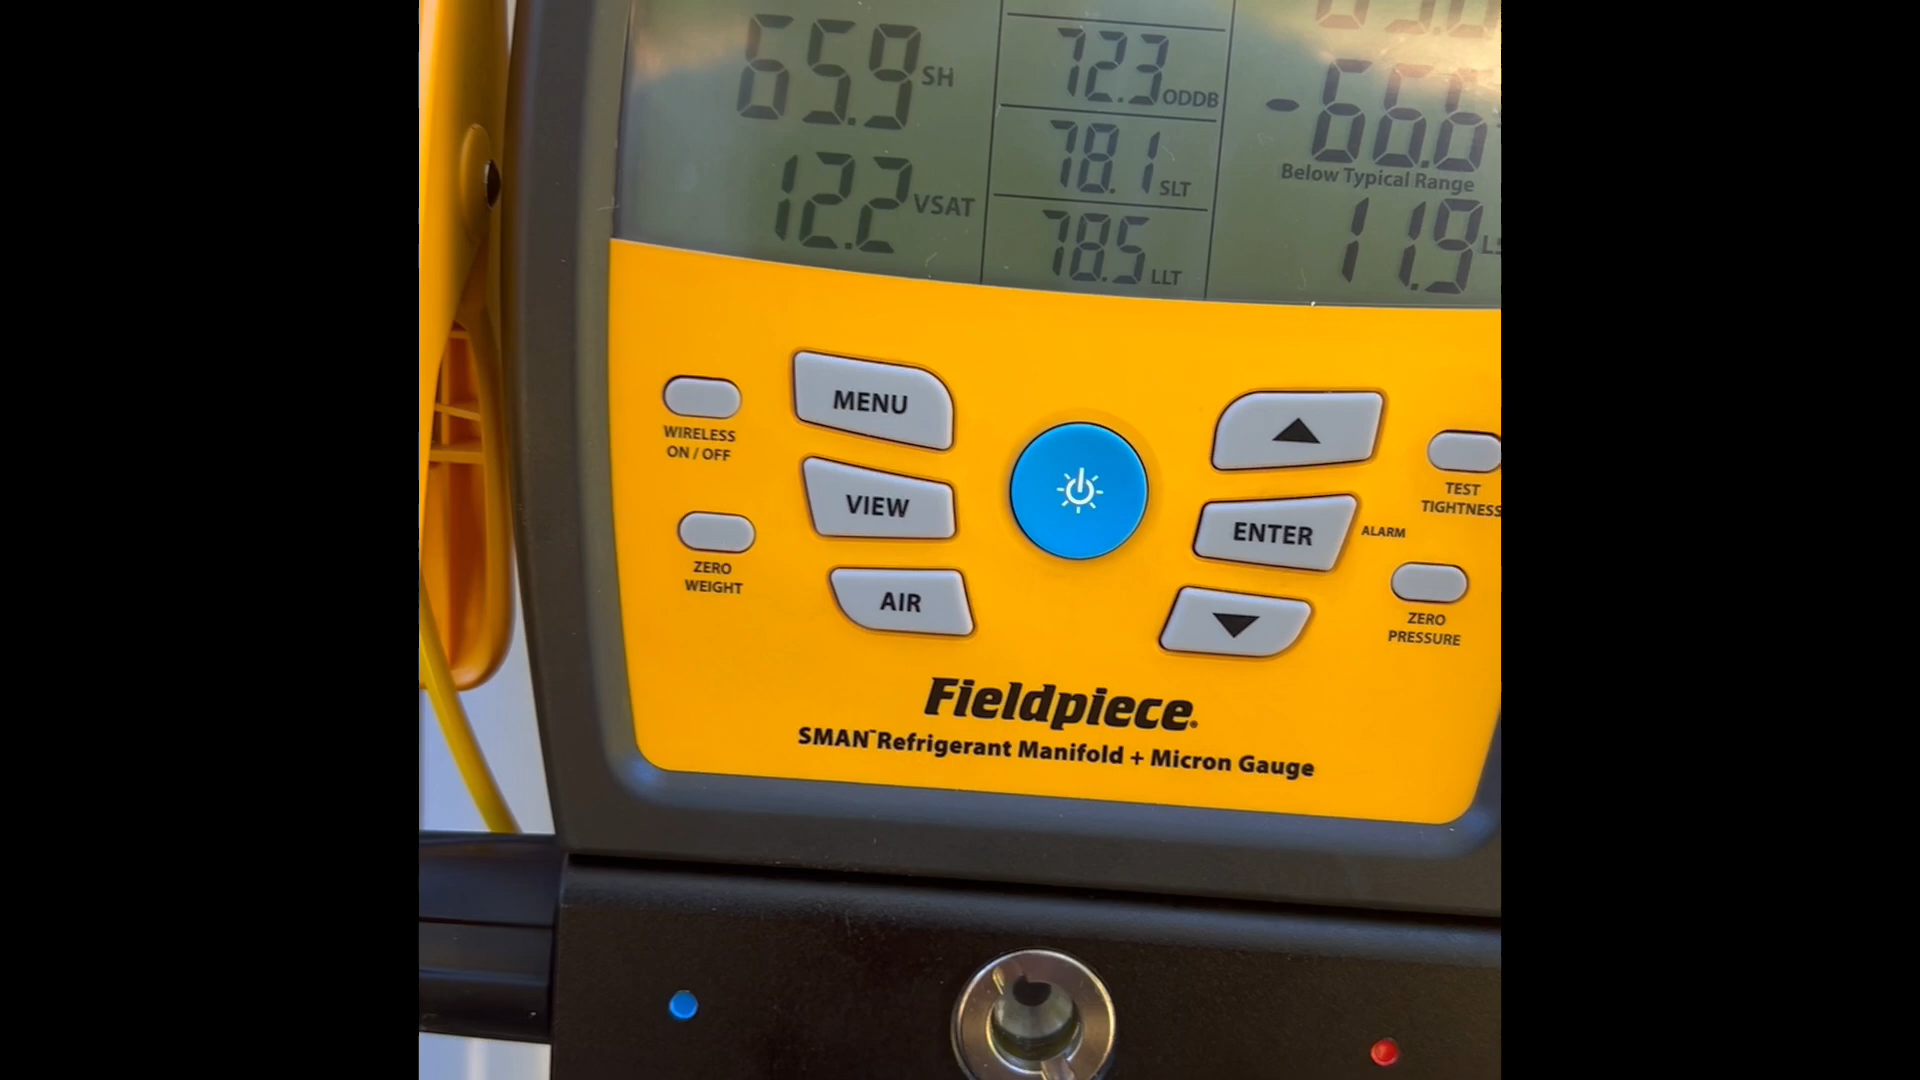 65.9 SH
12.2 VSAT
72.3 ODDB
78.1 SLT
78.5 LLT
-66.6
Below Typical Range
11.9
WIRELESS
ON / OFF
ZERO
WEIGHT
MENU
VIEW
AIR
ENTER
ALARM
TEST
TIGHTNESS
ZERO
PRESSURE
Fieldpiece®
SMAN™ Refrigerant Manifold + Micron Gauge